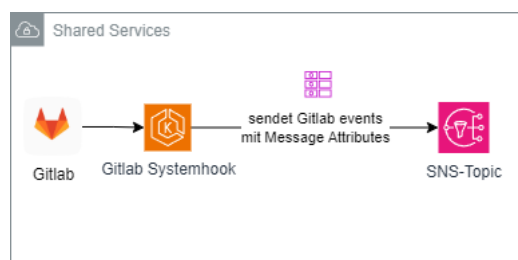 Shared Services
sendet Gitlab events
mit Message Attributes
Gitlab
Gitlab Systemhook
SNS-Topic